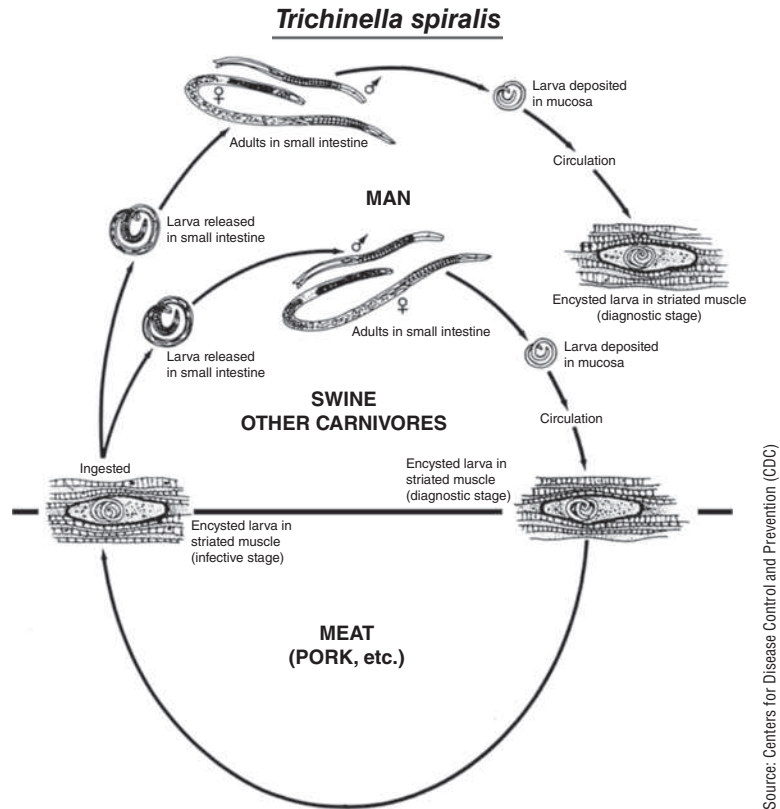 Trichinella spiralis
Larva deposited
in mucosa
♀
♂
Adults in small intestine
Circulation
MAN
Larva released
in small intestine
♂
Encysted larva in striated muscle
(diagnostic stage)
♀
Adults in small intestine
Larva deposited
in mucosa
Larva released
in small intestine
SWINE
OTHER CARNIVORES
Circulation
Ingested
Encysted larva in
striated muscle
(diagnostic stage)
Encysted larva in
striated muscle
(infective stage)
MEAT
(PORK, etc.)
Source: Centers for Disease Control and Prevention (CDC)